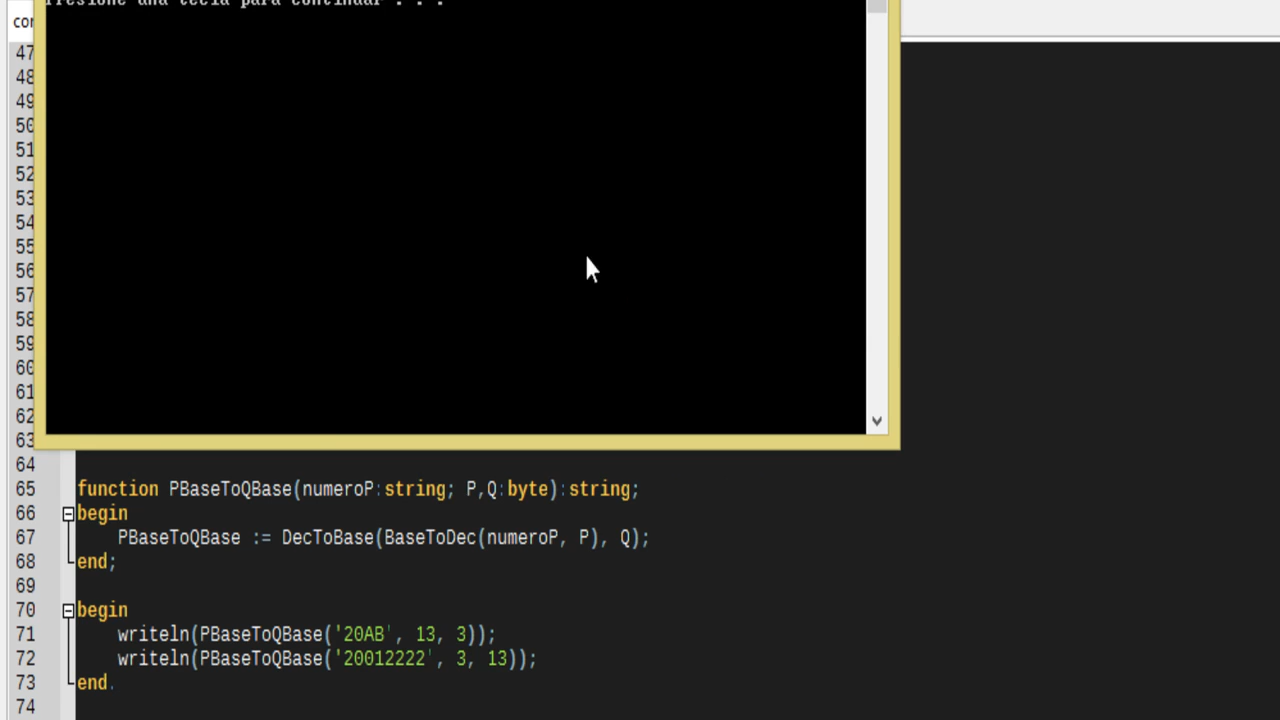 Presione una tecla para continuar . . .
47
48
49
50
51
52
53
54
55
56
57
58
59
60
61
62
63
64
65 function PBaseToQBase(numeroP:string; P,Q:byte):string;
66 begin
67 PBaseToQBase := DecToBase(BaseToDec(numeroP, P), Q);
68 end;
69
70 begin
71 writeln(PBaseToQBase('20AB', 13, 3));
72 writeln(PBaseToQBase('20012222', 3, 13));
73 end.
74